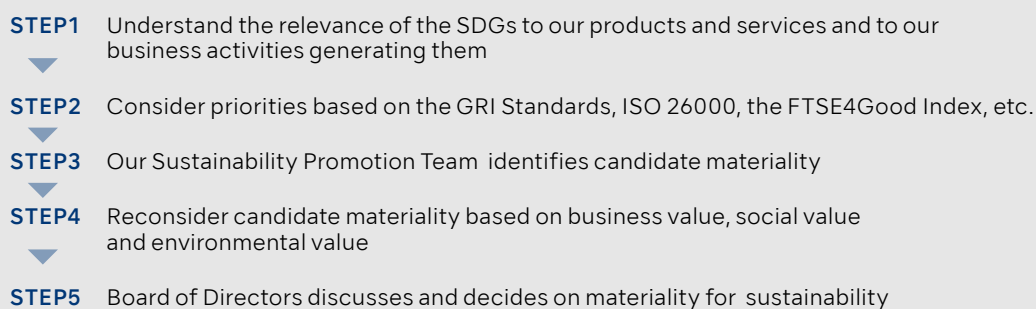 STEP1 Understand the relevance of the SDGs to our products and services and to our
business activities generating them
STEP2 Consider priorities based on the GRI Standards, ISO 26000, the FTSE4Good Index, etc.
STEP3 Our Sustainability Promotion Team identifies candidate materiality
STEP4 Reconsider candidate materiality based on business value, social value
and environmental value
STEP5 Board of Directors discusses and decides on materiality for sustainability